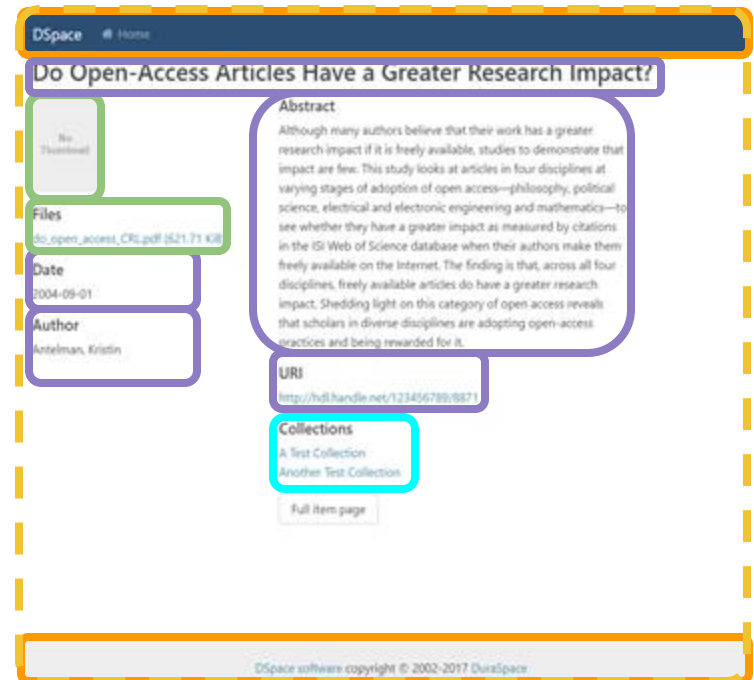 DSpace Home
Do Open-Access Articles Have a Greater Research Impact?
No
Thumbnail
Files
do_open_access_CRL.pdf (621.71 KB)
Date
2004-09-01
Author
Antelman, Kristin
Abstract
Although many authors believe that their work has a greater
research impact if it is freely available, studies to demonstrate that
impact are few. This study looks at articles in four disciplines at
varying stages of adoption of open access—philosophy, political
science, electrical and electronic engineering and mathematics—to
see whether they have a greater impact as measured by citations
in the ISI Web of Science database when their authors make them
freely available on the Internet. The finding is that, across all four
disciplines, freely available articles do have a greater research
impact. Shedding light on this category of open access reveals
that scholars in diverse disciplines are adopting open-access
practices and being rewarded for it.
URI
http://hdl.handle.net/123456789/8871
Collections
A Test Collection
Another Test Collection
Full item page
DSpace software copyright © 2002-2017 DuraSpace